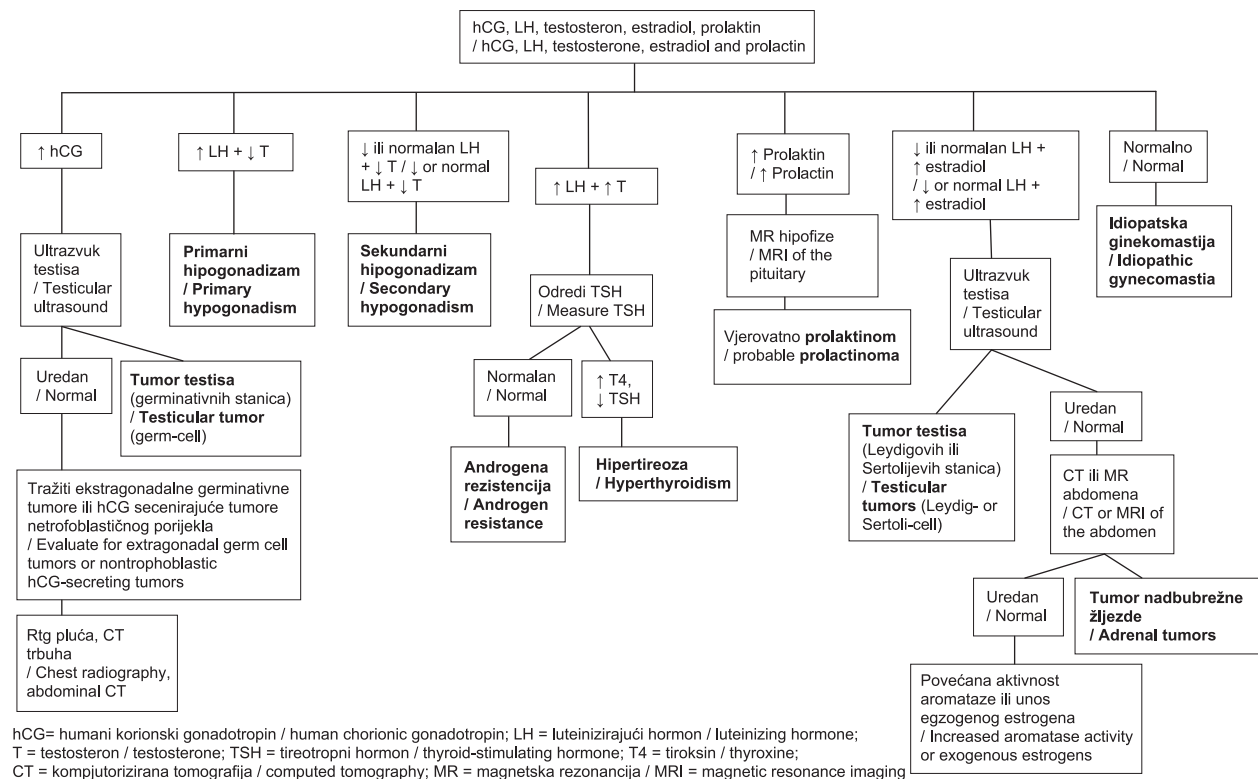 hCG, LH, testosteron, estradiol, prolaktin
/ hCG, LH, testosterone, estradiol and prolactin
↑ hCG
↑ LH + ↓ T
↓ ili normalan LH
+ ↓ T / ↓ or normal
LH + ↓ T
↑ LH + ↑ T
↑ Prolaktin
/ ↑ Prolactin
↓ ili normalan LH +
↑ estradiol
/ ↓ or normal LH +
↑ estradiol
Normalno
/ Normal
Ultrazvuk
testisa
/ Testicular
ultrasound
Primarni
hipogonadizam
/ Primary
hypogonadism
Sekundarni
hipogonadizam
/ Secondary
hypogonadism
Odredi TSH
/ Measure TSH
MR hipofize
/ MRI of the
pituitary
Ultrazvuk
testisa
/ Testicular
ultrasound
Idiopatska
ginekomastija
/ Idiopathic
gynecomastia
Vjerovatno prolaktinom
/ probable prolactinoma
Uredan
/ Normal
Tumor testisa
(germinativnih stanica)
/ Testicular tumor
(germ-cell)
Normalan
/ Normal
↑ T4,
↓ TSH
Tumor testisa
(Leydigovih ili
Sertolijevih stanica)
/ Testicular
tumors (Leydig- or
Sertoli-cell)
Uredan
/ Normal
Tražiti ekstragonadalne germinativne
tumore ili hCG secenirajuće tumore
netrofoblastičnog porijekla
/ Evaluate for extragonadal germ cell
tumors or nontrophoblastic
hCG-secreting tumors
Androgena
rezistencija
/ Androgen
resistance
Hipertireoza
/ Hyperthyroidism
CT ili MR
abdomena
/ CT or MRI of
the abdomen
Rtg pluća, CT
trbuha
/ Chest radiography,
abdominal CT
Uredan
/ Normal
Tumor nadbubrežne
žljezde
/ Adrenal tumors
Povećana aktivnost
aromataze ili unos
egzogenog estrogena
/ Increased aromatase activity
or exogenous estrogens
hCG= humani korionski gonadotropin / human chorionic gonadotropin; LH = luteinizirajući hormon / luteinizing hormone;
T = testosteron / testosterone; TSH = tireotropni hormon / thyroid-stimulating hormone; T4 = tiroksin / thyroxine;
CT = kompjutorizirana tomografija / computed tomography; MR = magnetska rezonancija / MRI = magnetic resonance imaging